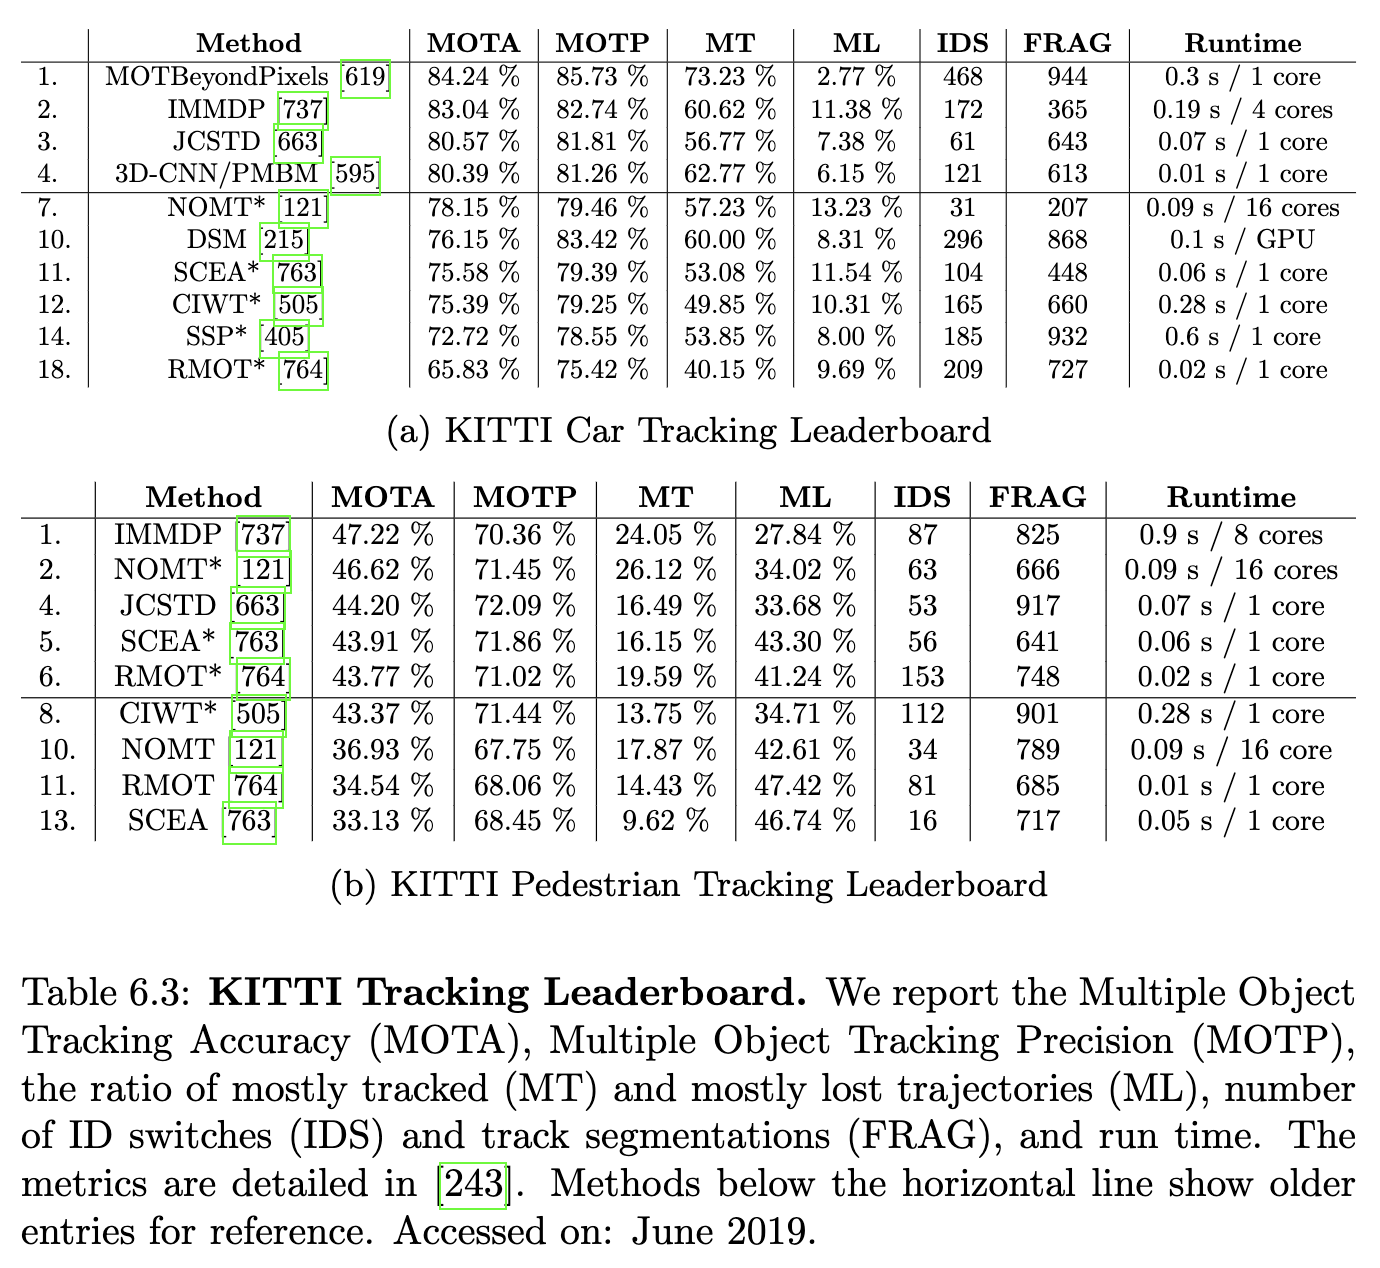 Method MOTA MOTP MT ML IDS FRAG Runtime
1. MOTBeyondPixels [619] 84.24 % 85.73 % 73.23 % 2.77 % 468 944 0.3 s / 1 core
2. IMMDP [737] 83.04 % 82.74 % 60.62 % 11.38 % 172 365 0.19 s / 4 cores
3. JCSTD [663] 80.57 % 81.81 % 56.77 % 7.38 % 61 643 0.07 s / 1 core
4. 3D-CNN/PMBM [595] 80.39 % 81.26 % 62.77 % 6.15 % 121 613 0.01 s / 1 core
7. NOMT* [121] 78.15 % 79.46 % 57.23 % 13.23 % 31 207 0.09 s / 16 cores
10. DSM [215] 76.15 % 83.42 % 60.00 % 8.31 % 296 868 0.1 s / GPU
11. SCEA* [763] 75.58 % 79.39 % 53.08 % 11.54 % 104 448 0.06 s / 1 core
12. CIWT* [505] 75.39 % 79.25 % 49.85 % 10.31 % 165 660 0.28 s / 1 core
14. SSP* [405] 72.72 % 78.55 % 53.85 % 8.00 % 185 932 0.6 s / 1 core
18. RMOT* [764] 65.83 % 75.42 % 40.15 % 9.69 % 209 727 0.02 s / 1 core
(a) KITTI Car Tracking Leaderboard
Method MOTA MOTP MT ML IDS FRAG Runtime
1. IMMDP [737] 47.22 % 70.36 % 24.05 % 27.84 % 87 825 0.9 s / 8 cores
2. NOMT* [121] 46.62 % 71.45 % 26.12 % 34.02 % 63 666 0.09 s / 16 cores
4. JCSTD [663] 44.20 % 72.09 % 16.49 % 33.68 % 53 917 0.07 s / 1 core
5. SCEA* [763] 43.91 % 71.86 % 16.15 % 43.30 % 56 641 0.06 s / 1 core
6. RMOT* [764] 43.77 % 71.02 % 19.59 % 41.24 % 153 748 0.02 s / 1 core
8. CIWT* [505] 43.37 % 71.44 % 13.75 % 34.71 % 112 901 0.28 s / 1 core
10. NOMT [121] 36.93 % 67.75 % 17.87 % 42.61 % 34 789 0.09 s / 16 core
11. RMOT [764] 34.54 % 68.06 % 14.43 % 47.42 % 81 685 0.01 s / 1 core
13. SCEA [763] 33.13 % 68.45 % 9.62 % 46.74 % 16 717 0.05 s / 1 core
(b) KITTI Pedestrian Tracking Leaderboard
Table 6.3: KITTI Tracking Leaderboard. We report the Multiple Object
Tracking Accuracy (MOTA), Multiple Object Tracking Precision (MOTP),
the ratio of mostly tracked (MT) and mostly lost trajectories (ML), number
of ID switches (IDS) and track segmentations (FRAG), and run time. The
metrics are detailed in [243]. Methods below the horizontal line show older
entries for reference. Accessed on: June 2019.